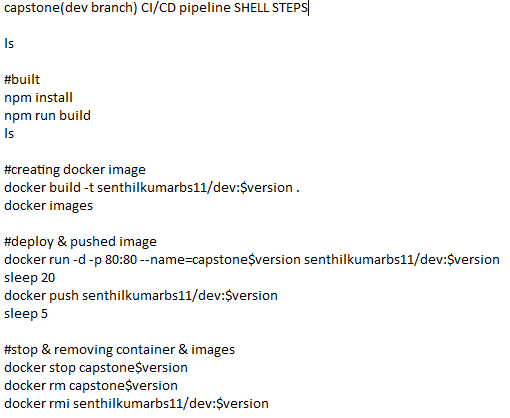 capstone(dev branch) CI/CD pipeline SHELL STEPS
ls
#built
npm install
npm run build
ls
#creating docker image
docker build -t senthilkumarbs11/dev:$version .
docker images
#deploy & pushed image
docker run -d -p 80:80 --name=capstone$version senthilkumarbs11/dev:$version
sleep 20
docker push senthilkumarbs11/dev:$version
sleep 5
#stop & removing container & images
docker stop capstone$version
docker rm capstone$version
docker rmi senthilkumarbs11/dev:$version